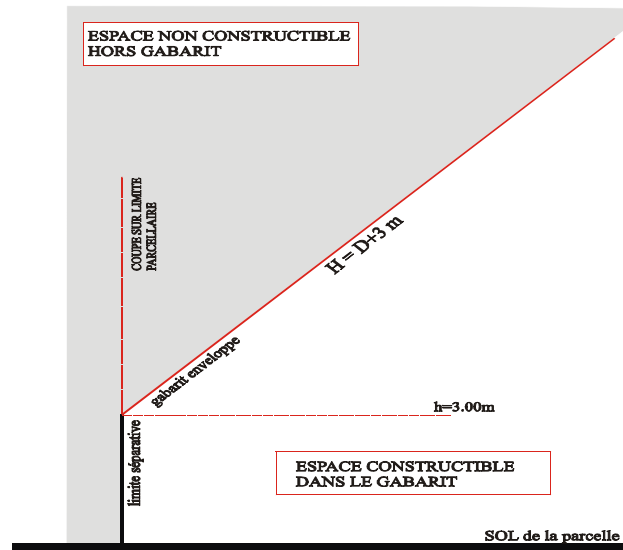 ESPACE NON CONSTRUCTIBLE
HORS GABARIT
COUPE SUR LIMITE
PARCELLAIRE
H = D+3 m
gabarit enveloppe
h=3.00m
limite séparative
ESPACE CONSTRUCTIBLE
DANS LE GABARIT
SOL de la parcelle